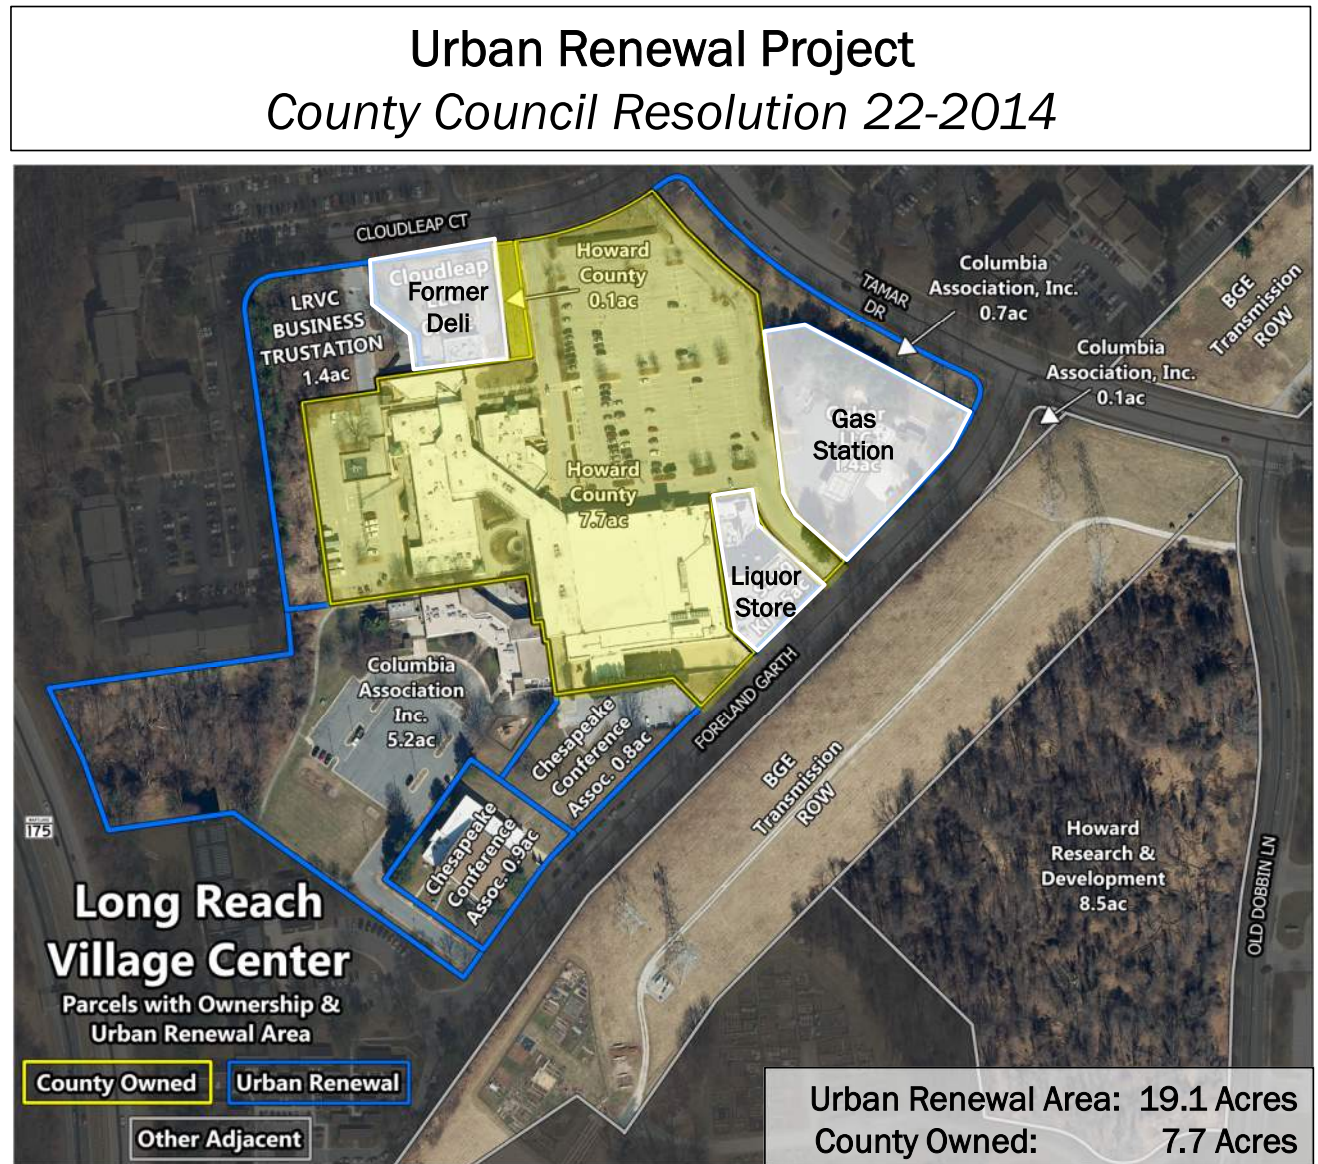 Urban Renewal Project
County Council Resolution 22-2014
CLOUDLEAP CT
Howard
County
0.1ac
Cloudleap
Former
Deli
LRVC
BUSINESS
TRUSTATION
1.4ac
TAMAR
DR
Columbia
Association, Inc.
0.7ac
BGE
Transmission
ROW
Columbia
Association, Inc.
0.1ac
Gas
Station
1.4ac
Howard
County
7.7ac
Liquor
Store
Columbia
Association
Inc.
5.2ac
FORELAND GARTH
Chesapeake
Conference
Assoc. 0.8ac
BGE
Transmission
ROW
Chesapeake
Conference
Assoc. 0.9ac
Howard
Research &
Development
8.5ac
OLD DOBBIN LN
175
Long Reach
Village Center
Parcels with Ownership &
Urban Renewal Area
County Owned
Urban Renewal
Other Adjacent
Urban Renewal Area: 19.1 Acres
County Owned: 7.7 Acres